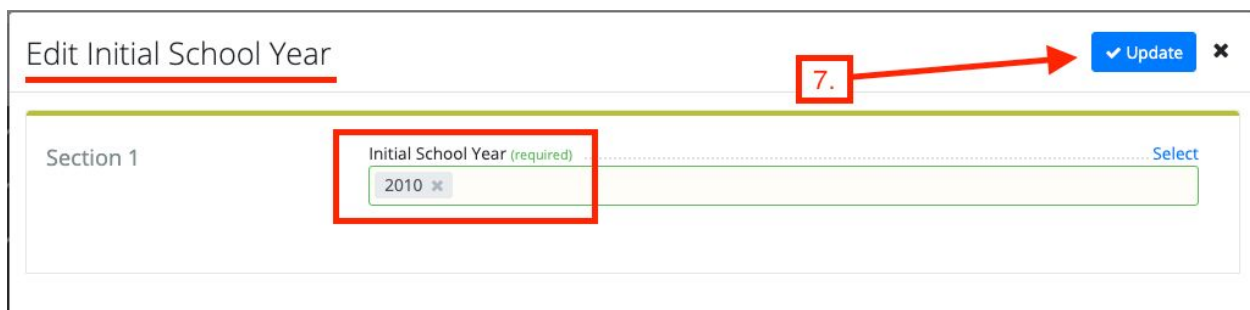 Edit Initial School Year
7.
✔ Update ✖
Section 1
Initial School Year (required) Select
2010 ✖